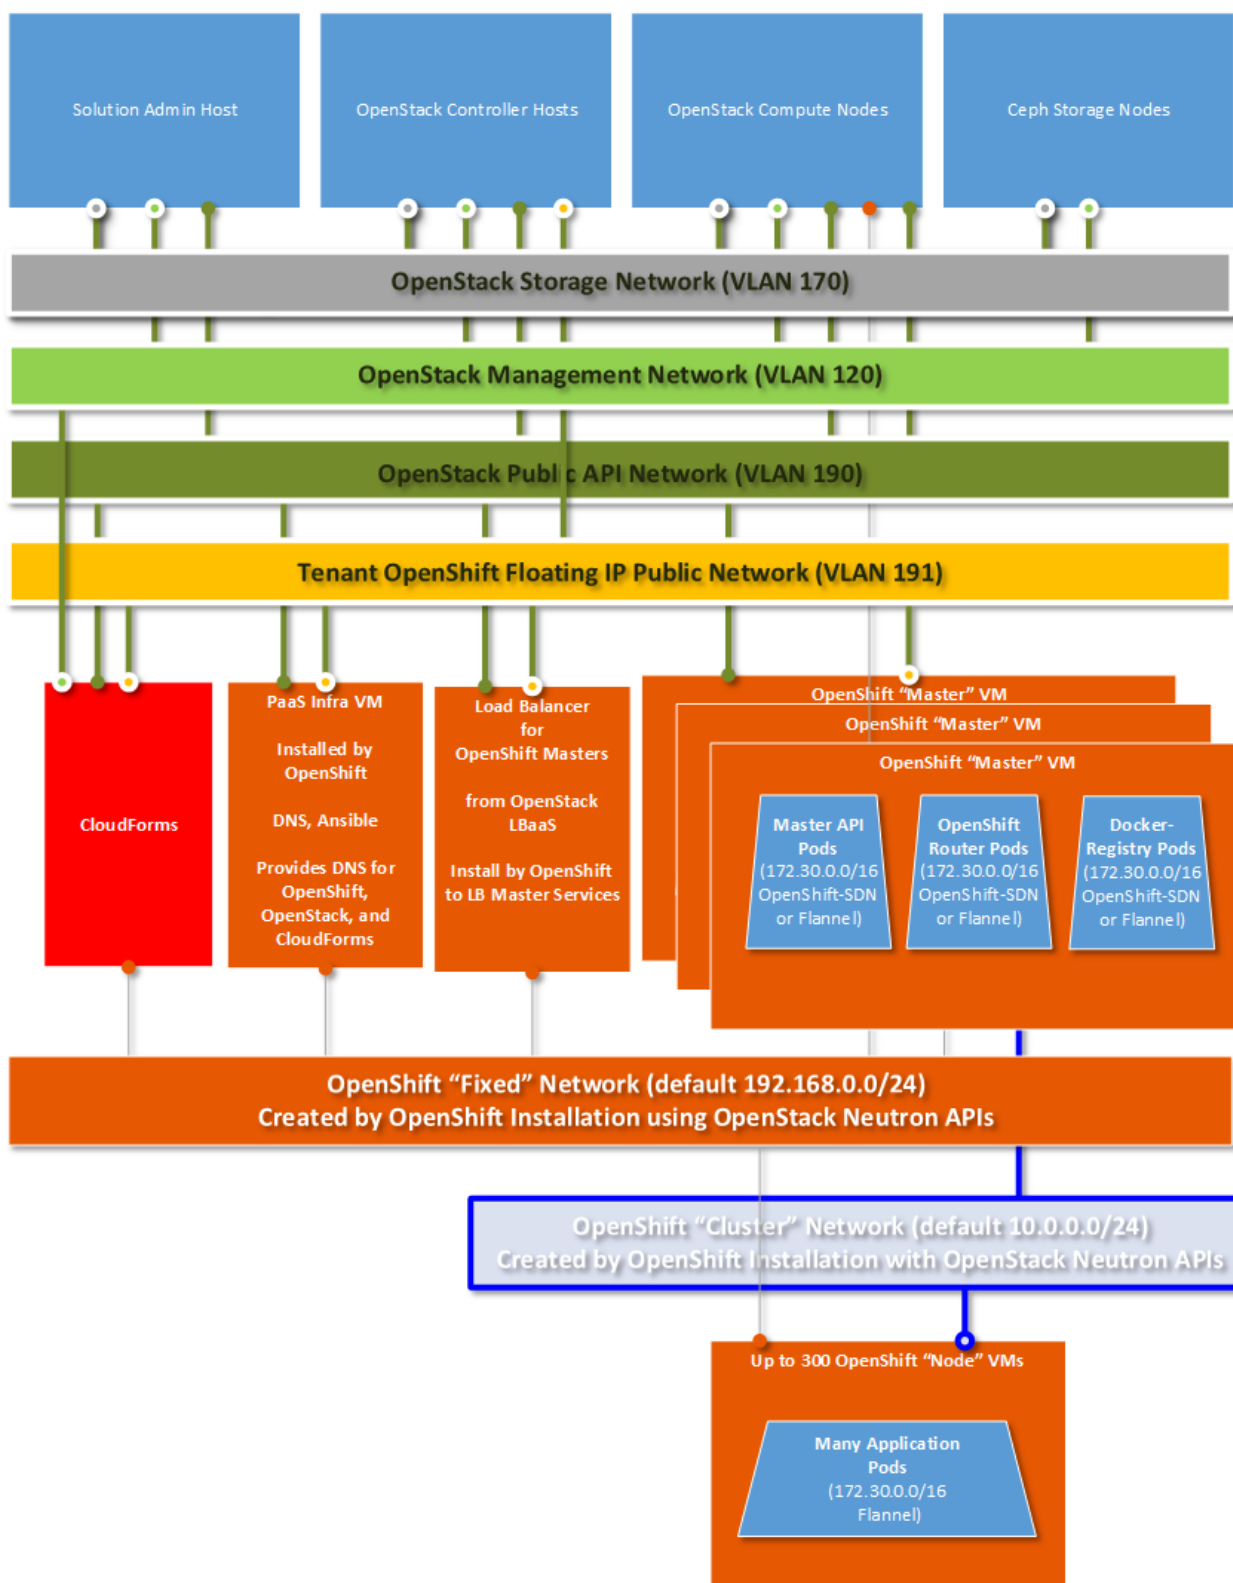 Solution Admin Host
OpenStack Controller Hosts
OpenStack Compute Nodes
Ceph Storage Nodes
OpenStack Storage Network (VLAN 170)
OpenStack Management Network (VLAN 120)
OpenStack Public API Network (VLAN 190)
Tenant OpenShift Floating IP Public Network (VLAN 191)
CloudForms
PaaS Infra VM
Installed by
OpenShift
DNS, Ansible
Provides DNS for
OpenShift,
OpenStack, and
CloudForms
Load Balancer
for
OpenShift Masters
from OpenStack
LBaaS
Install by OpenShift
to LB Master Services
OpenShift “Master” VM
OpenShift “Master” VM
OpenShift “Master” VM
Master API
Pods
(172.30.0.0/16
OpenShift-SDN
or Flannel)
OpenShift
Router Pods
(172.30.0.0/16
OpenShift-SDN
or Flannel)
Docker-
Registry Pods
(172.30.0.0/16
OpenShift-SDN
or Flannel)
OpenShift “Fixed” Network (default 192.168.0.0/24)
Created by OpenShift Installation using OpenStack Neutron APIs
OpenShift “Cluster” Network (default 10.0.0.0/24)
Created by OpenShift Installation with OpenStack Neutron APIs
Up to 300 OpenShift “Node” VMs
Many Application
Pods
(172.30.0.0/16
Flannel)